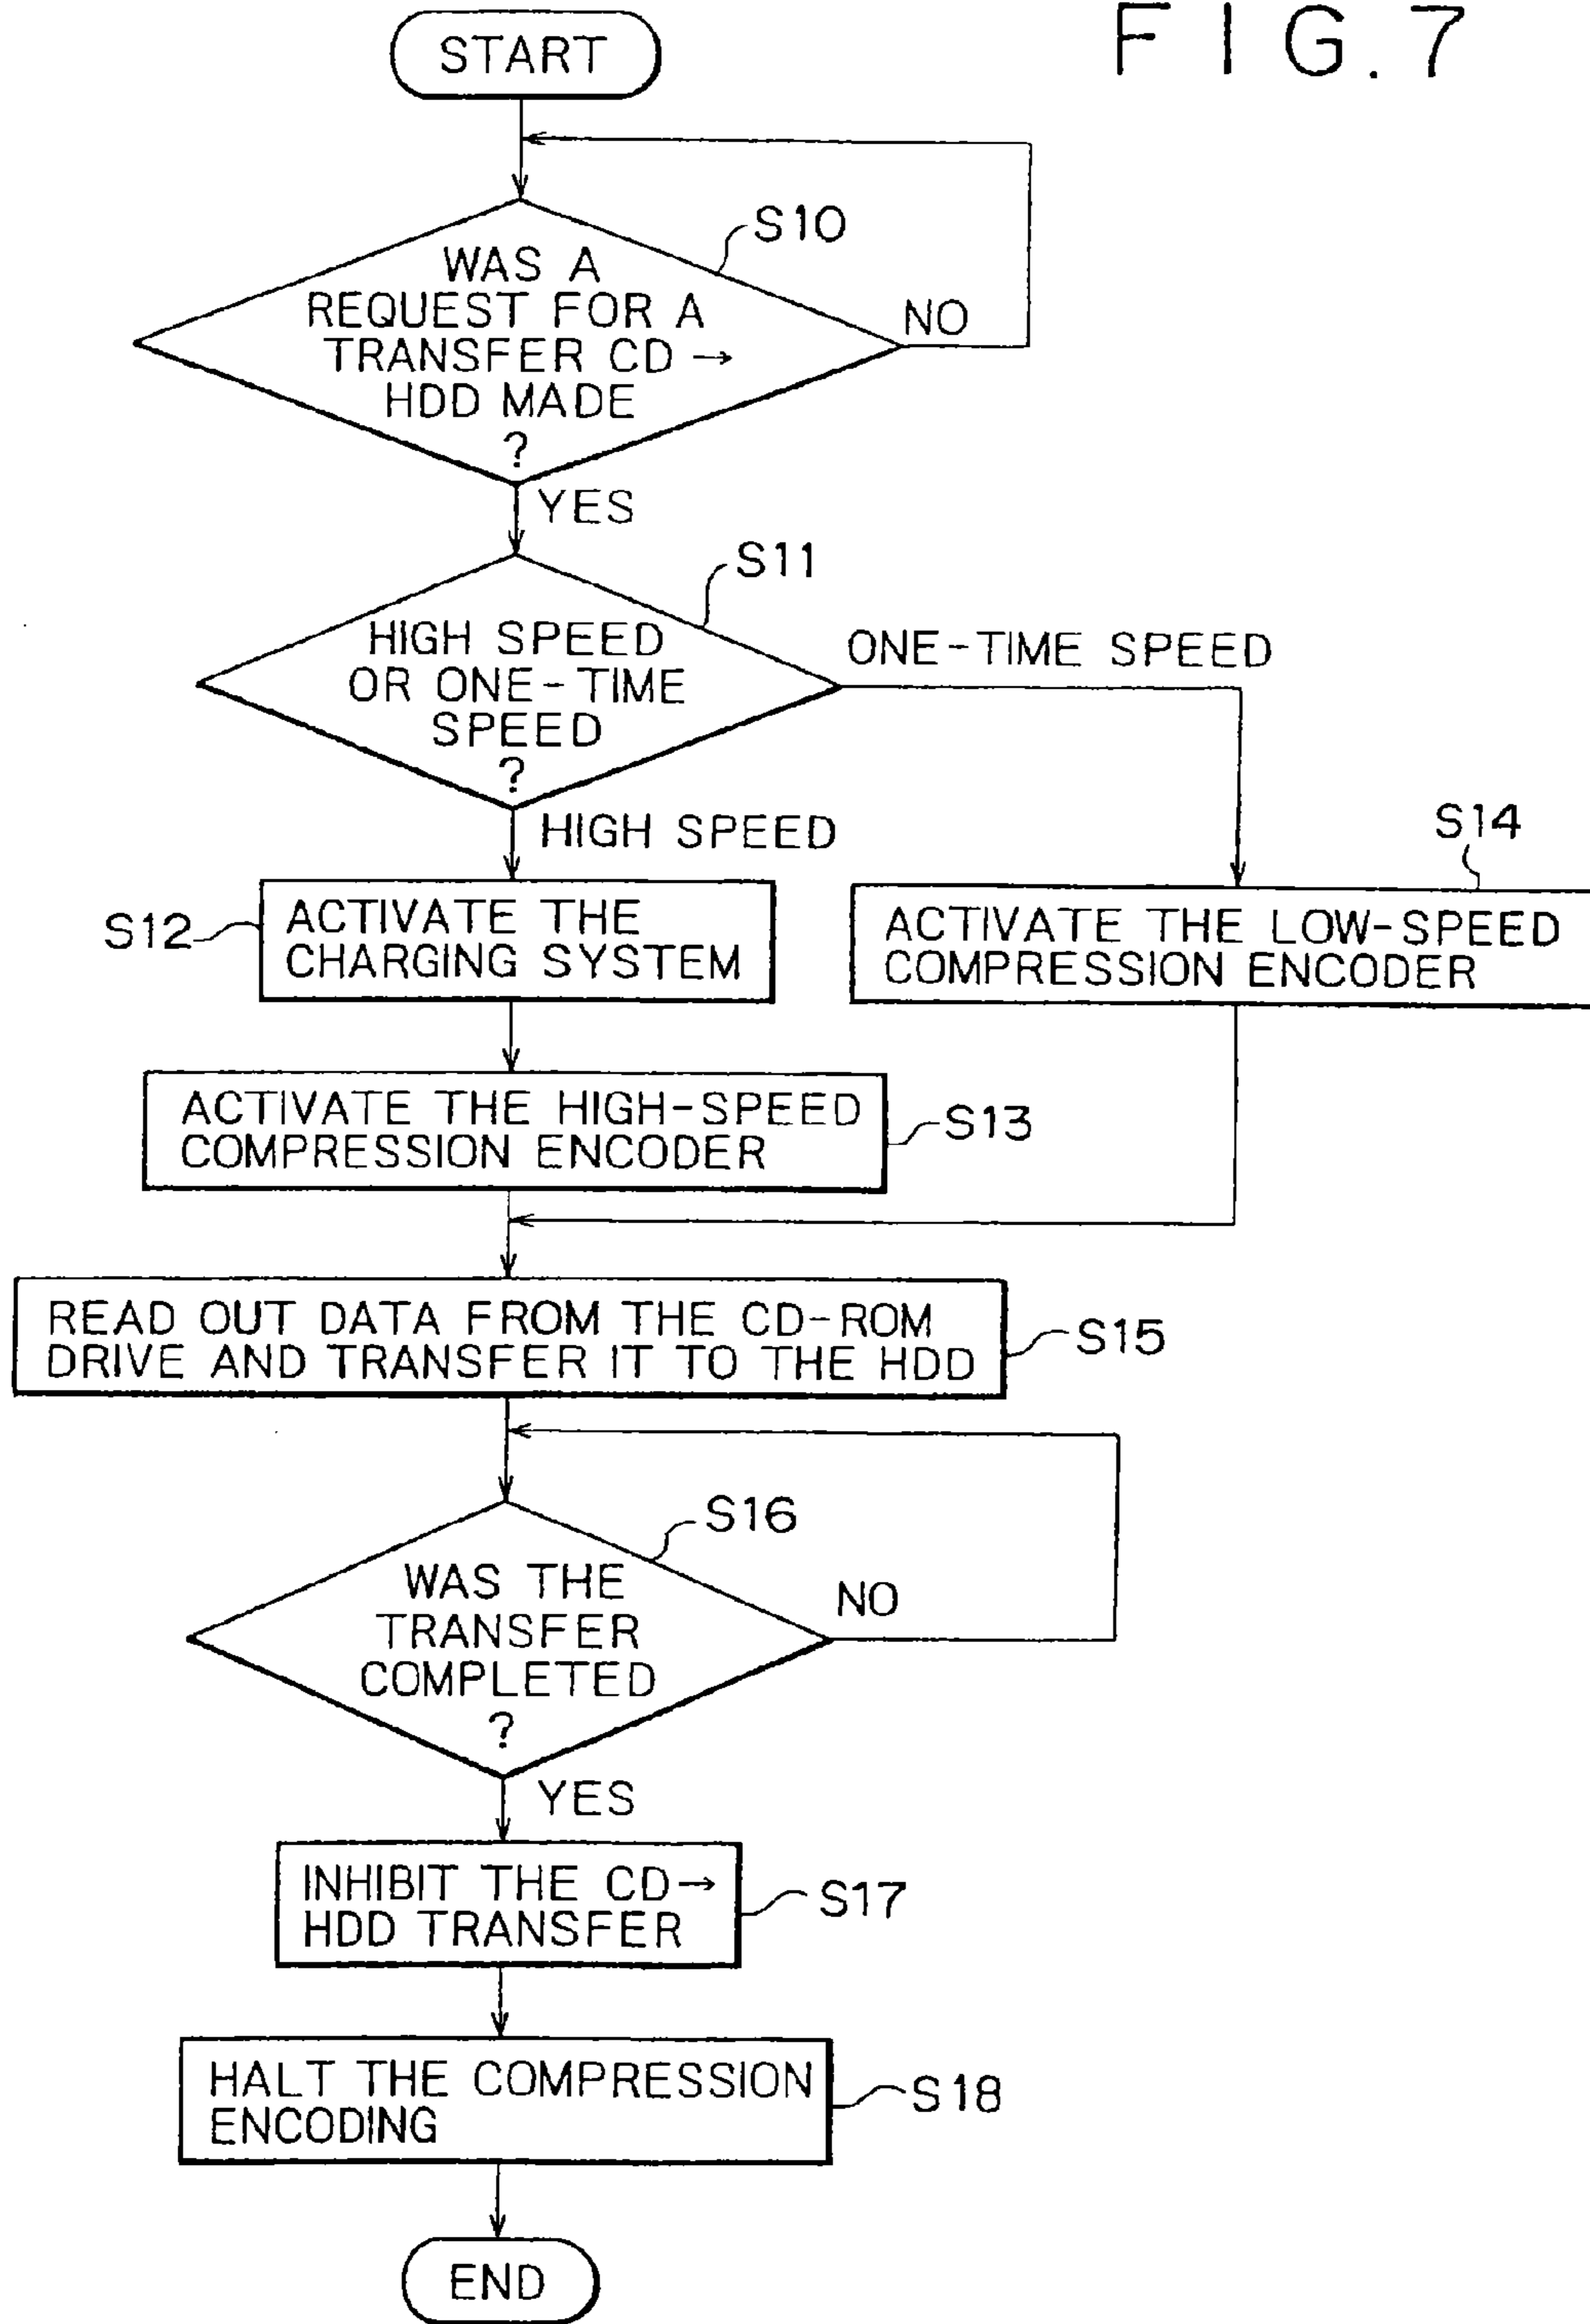 FIG.7
START
S10
WAS A
REQUEST FOR A
TRANSFER CD →
HDD MADE
?
NO
YES
S11
HIGH SPEED
OR ONE-TIME
SPEED
?
ONE-TIME SPEED
HIGH SPEED
S12
ACTIVATE THE
CHARGING SYSTEM
S14
ACTIVATE THE LOW-SPEED
COMPRESSION ENCODER
ACTIVATE THE HIGH-SPEED
COMPRESSION ENCODER
S13
READ OUT DATA FROM THE CD-ROM
DRIVE AND TRANSFER IT TO THE HDD
S15
S16
WAS THE
TRANSFER
COMPLETED
?
NO
YES
INHIBIT THE CD→
HDD TRANSFER
S17
HALT THE COMPRESSION
ENCODING
S18
END